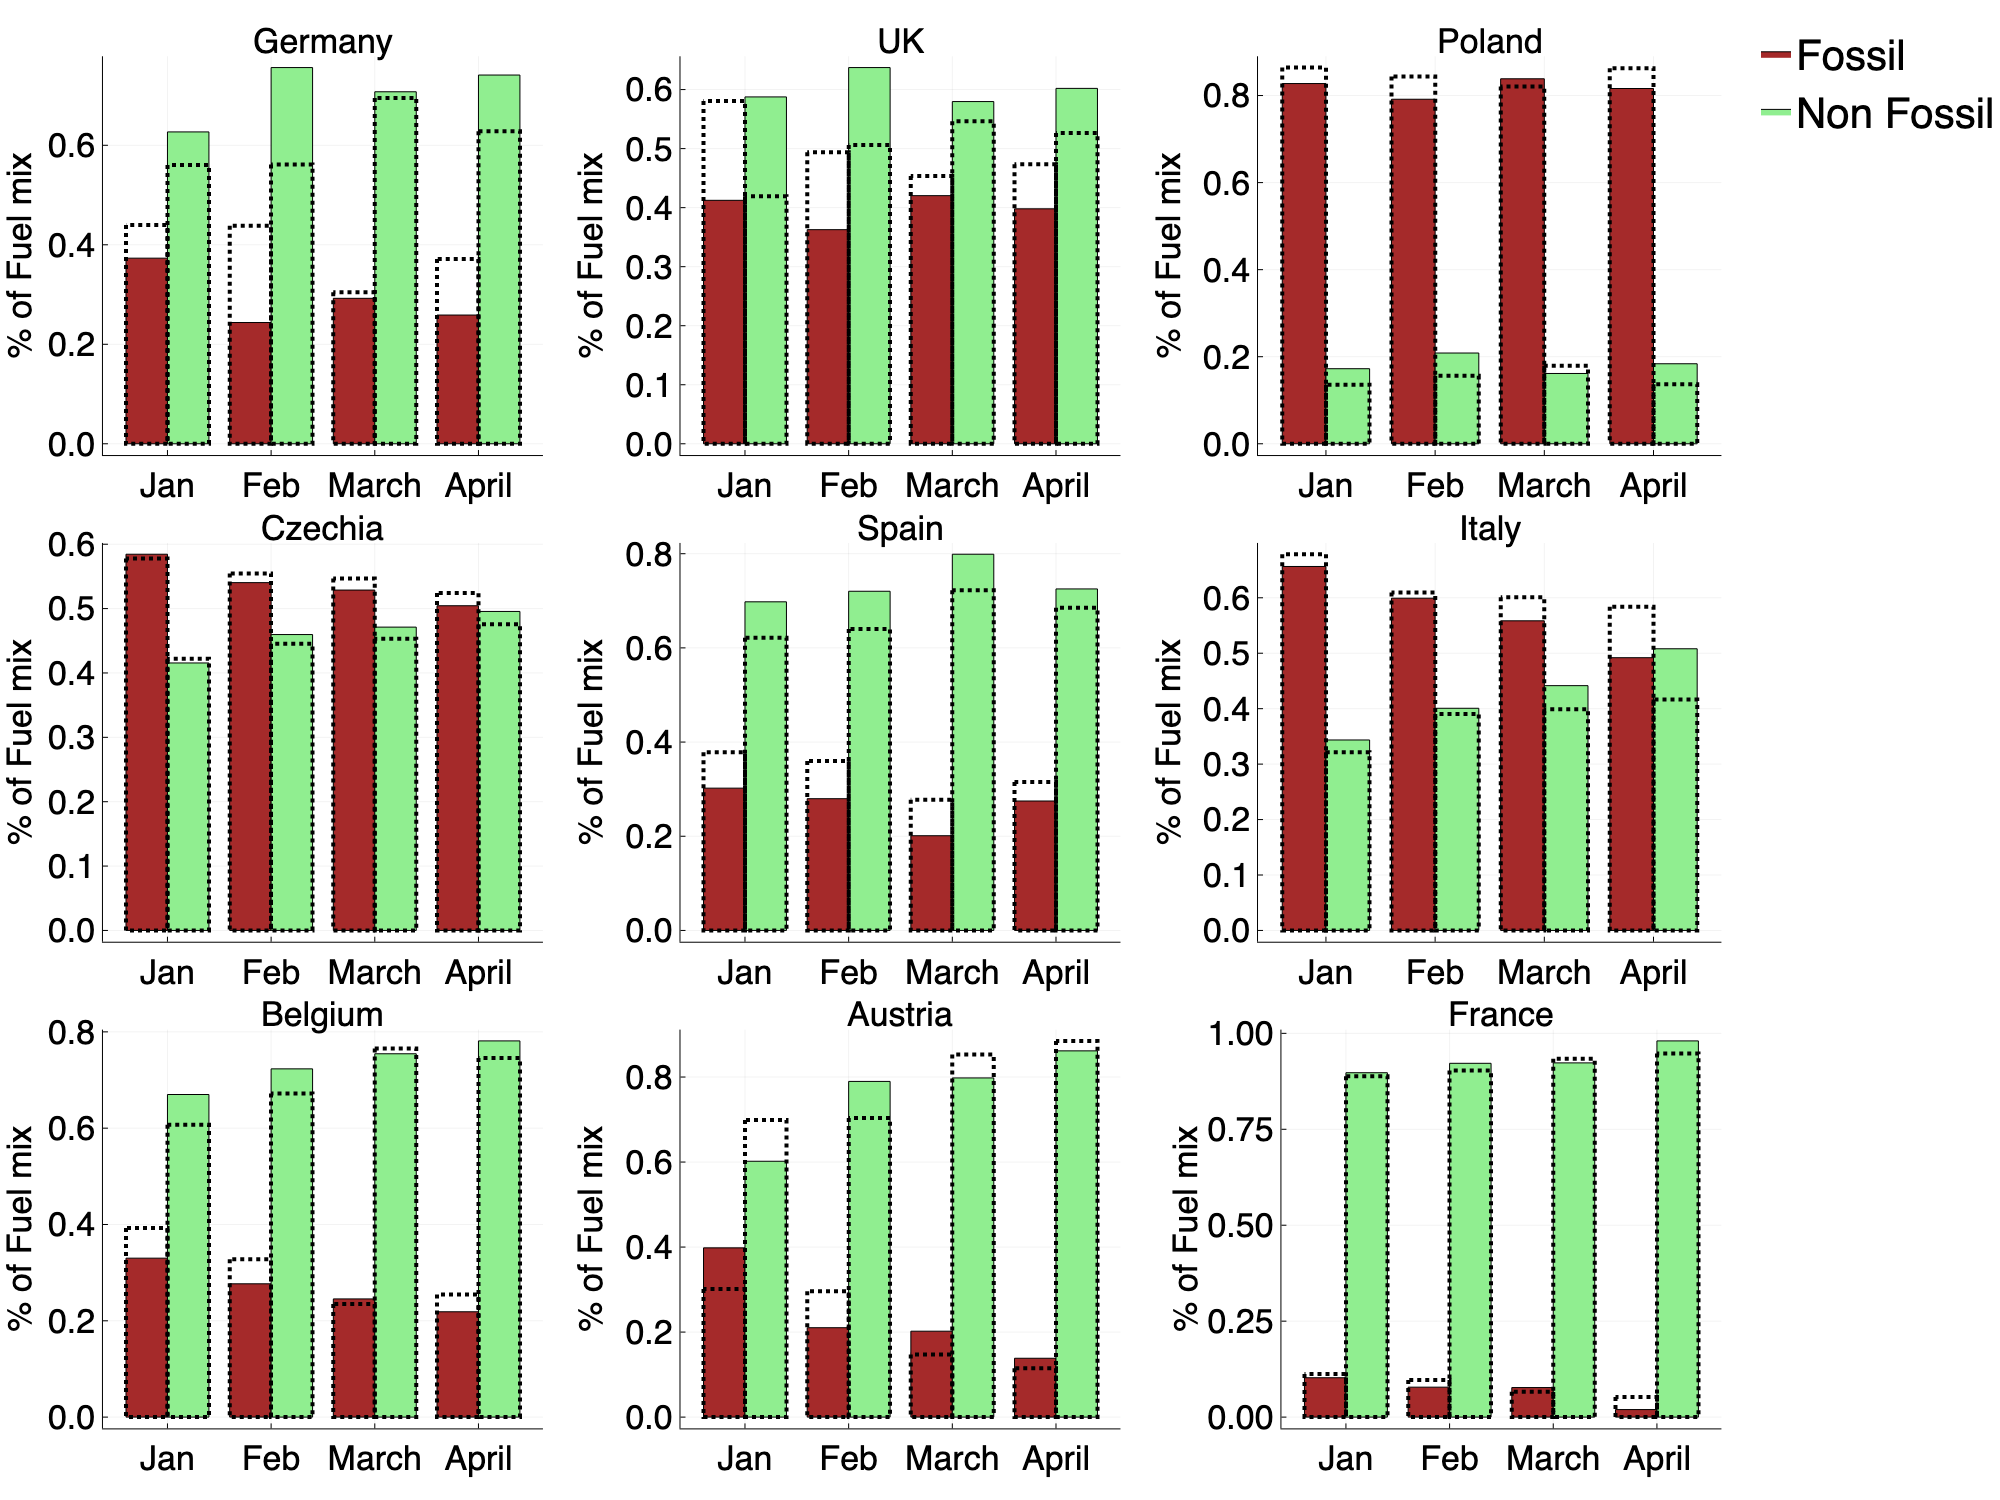 Germany
% of Fuel mix
0.6
0.4
0.2
0.0
Jan Feb March April
UK
% of Fuel mix
0.6
0.5
0.4
0.3
0.2
0.1
0.0
Jan Feb March April
Poland
% of Fuel mix
0.8
0.6
0.4
0.2
0.0
Jan Feb March April
Fossil
Non Fossil
Czechia
% of Fuel mix
0.6
0.5
0.4
0.3
0.2
0.1
0.0
Jan Feb March April
Spain
% of Fuel mix
0.8
0.6
0.4
0.2
0.0
Jan Feb March April
Italy
% of Fuel mix
0.6
0.5
0.4
0.3
0.2
0.1
0.0
Jan Feb March April
Belgium
% of Fuel mix
0.8
0.6
0.4
0.2
0.0
Jan Feb March April
Austria
% of Fuel mix
0.8
0.6
0.4
0.2
0.0
Jan Feb March April
France
% of Fuel mix
1.00
0.75
0.50
0.25
0.00
Jan Feb March April